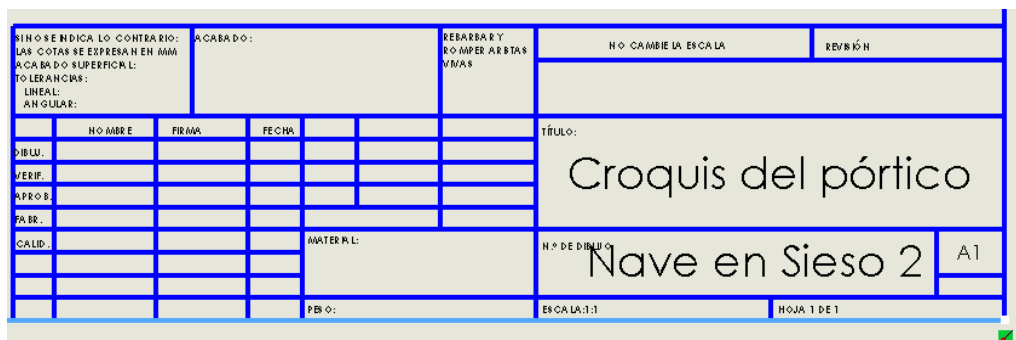 SI NO SE INDICA LO CONTRARIO:
LAS COTAS SE EXPRESAN EN MM
ACABADO SUPERFICIAL:
TOLERANCIAS:
LINEAL:
ANGULAR:
ACABADO:
REBARBAR Y
ROMPER ARISTAS
VIVAS
NO CAMBIE LA ESCALA
REVISIÓN
NOMBRE FIRMA FECHA
DIBUJ.
VERIF.
APROB.
FABR.
CALID.
TÍTULO:
Croquis del pórtico
MATERIAL:
N.º DE DIBUJO
Nave en Sieso 2
A1
PESO:
ESCALA:1:1
HOJA 1 DE 1